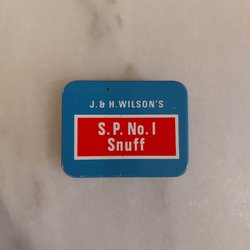 J. & H. WILSON'S
S. P. No. I
Snuff